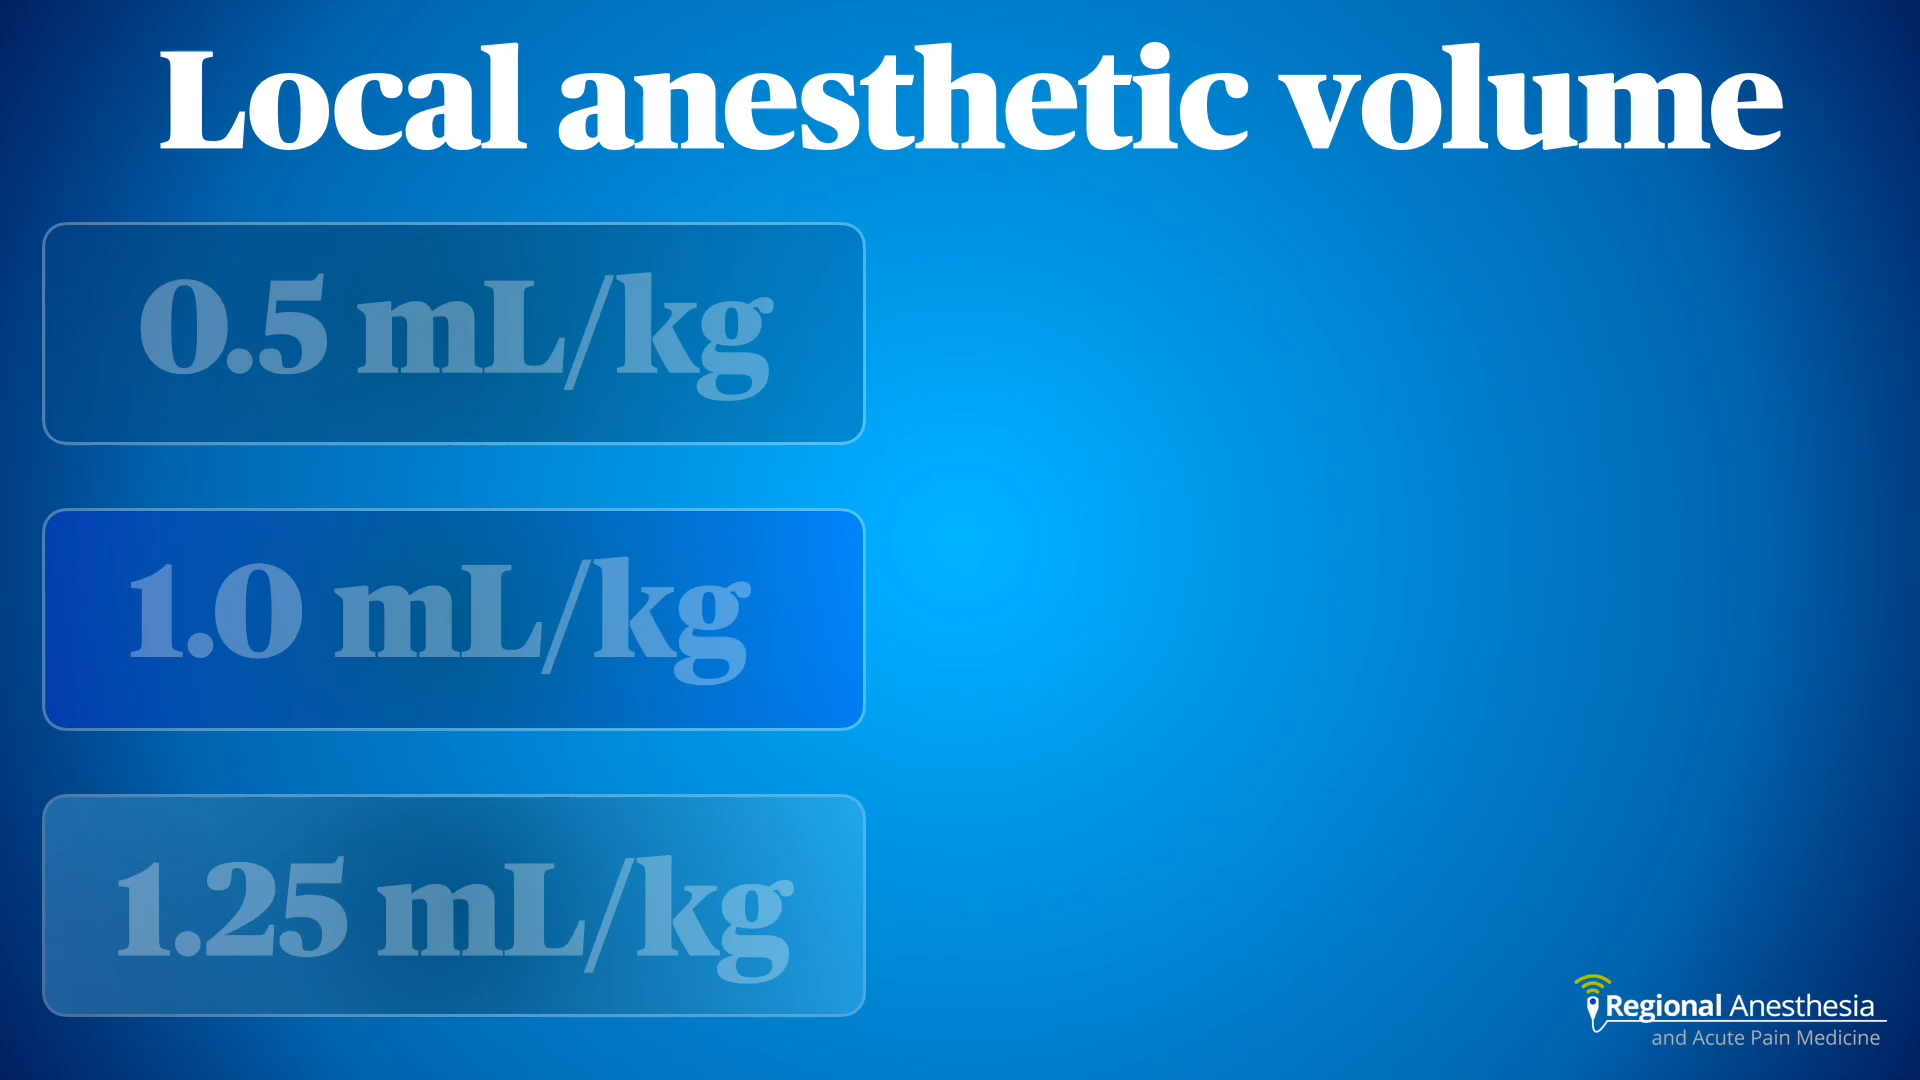 Local anesthetic volume
0.5 mL/kg
1.0 mL/kg
1.25 mL/kg
Regional Anesthesia
and Acute Pain Medicine